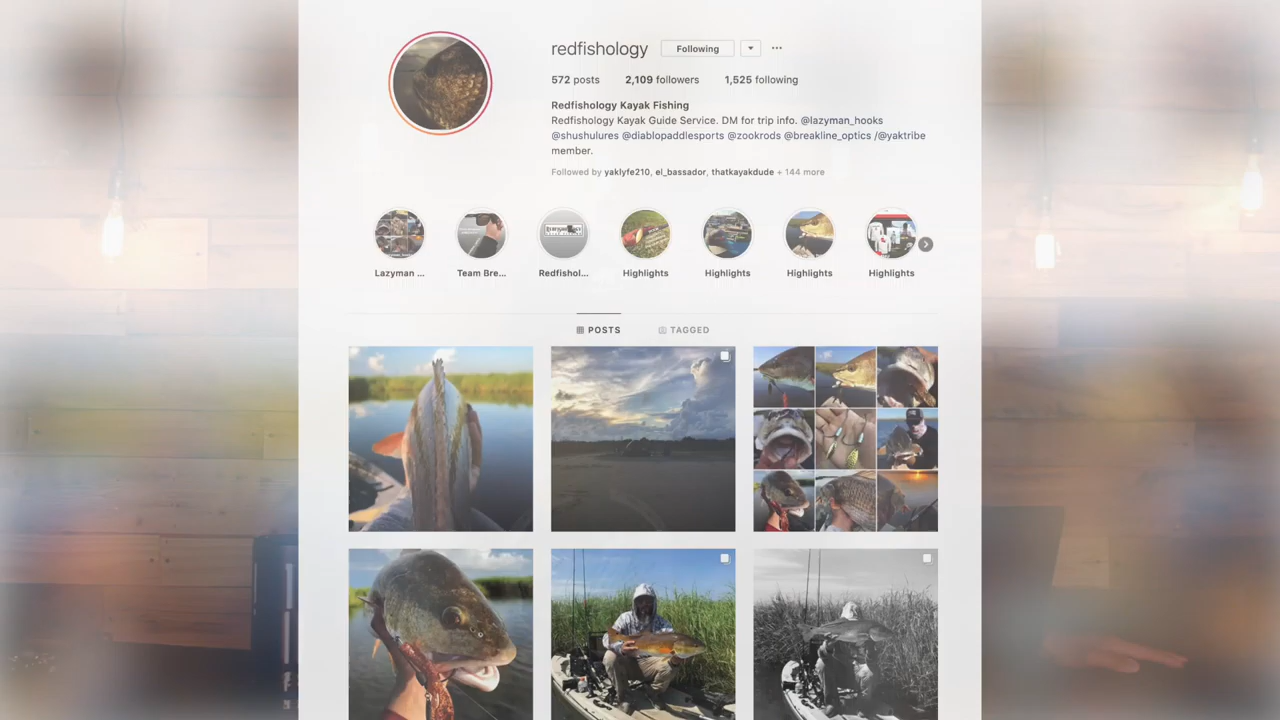 redfishology Following
572 posts 2,109 followers 1,525 following
Redfishology Kayak Fishing
Redfishology Kayak Guide Service. DM for trip info. @lazyman_hooks
@shushulures @diablopaddlesports @zookrods @breakline_optics /@yaktribe
member.
Followed by yaklyfe210, el_bassador, thatkayakdude + 144 more
Lazyman ... Team Bre... Redfishol... Highlights Highlights Highlights Highlights
POSTS TAGGED